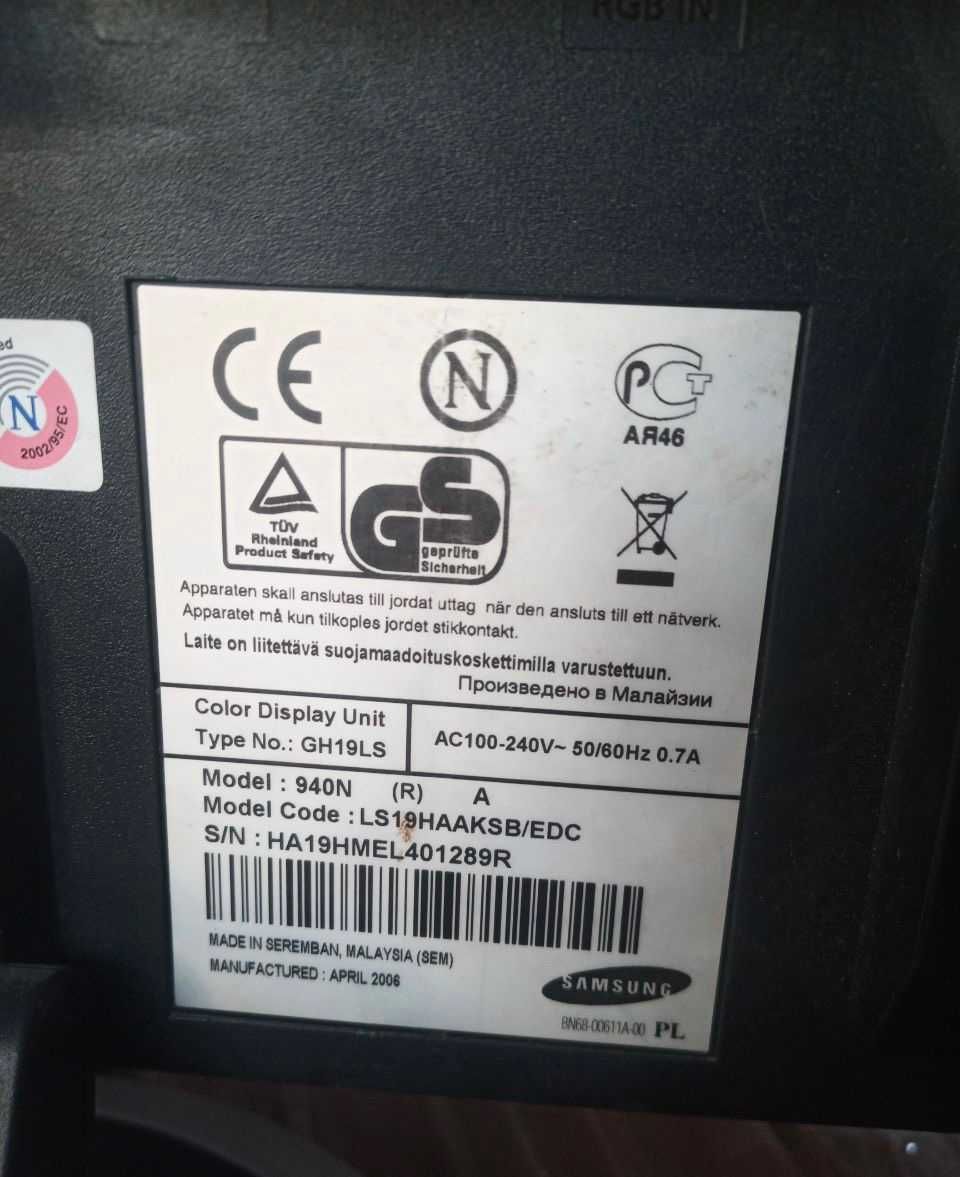 RGB IN
ed
N
2002/95/EC
CE
N
PCT
АЯ46
TÜV
Rheinland
Product Safety
GS
geprüfte
Sicherheit
Apparaten skall anslutas till jordat uttag när den ansluts till ett nätverk.
Apparatet må kun tilkoples jordet stikkontakt.
Laite on liitettävä suojamaadoituskoskettimilla varustettuun.
Произведено в Малайзии
Color Display Unit
Type No.: GH19LS
AC100-240V~ 50/60Hz 0.7A
Model : 940N (R) A
Model Code : LS19HAAKSB/EDC
S/N : HA19HMEL401289R
MADE IN SEREMBAN, MALAYSIA (SEM)
MANUFACTURED : APRIL 2006
SAMSUNG
BN68-00611A-00 PL